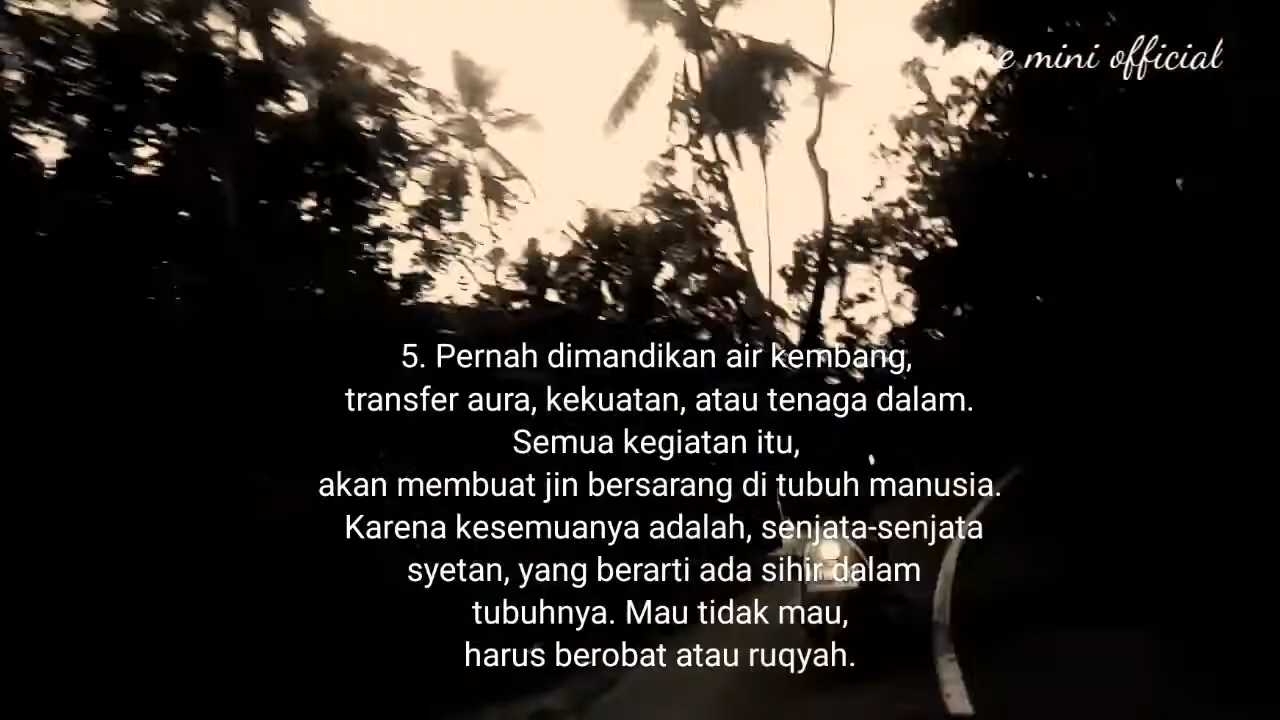 mini official
5. Pernah dimandikan air kembang,
transfer aura, kekuatan, atau tenaga dalam.
Semua kegiatan itu,
akan membuat jin bersarang di tubuh manusia.
Karena kesemuanya adalah, senjata-senjata
syetan, yang berarti ada sihir dalam
tubuhnya. Mau tidak mau,
harus berobat atau ruqyah.